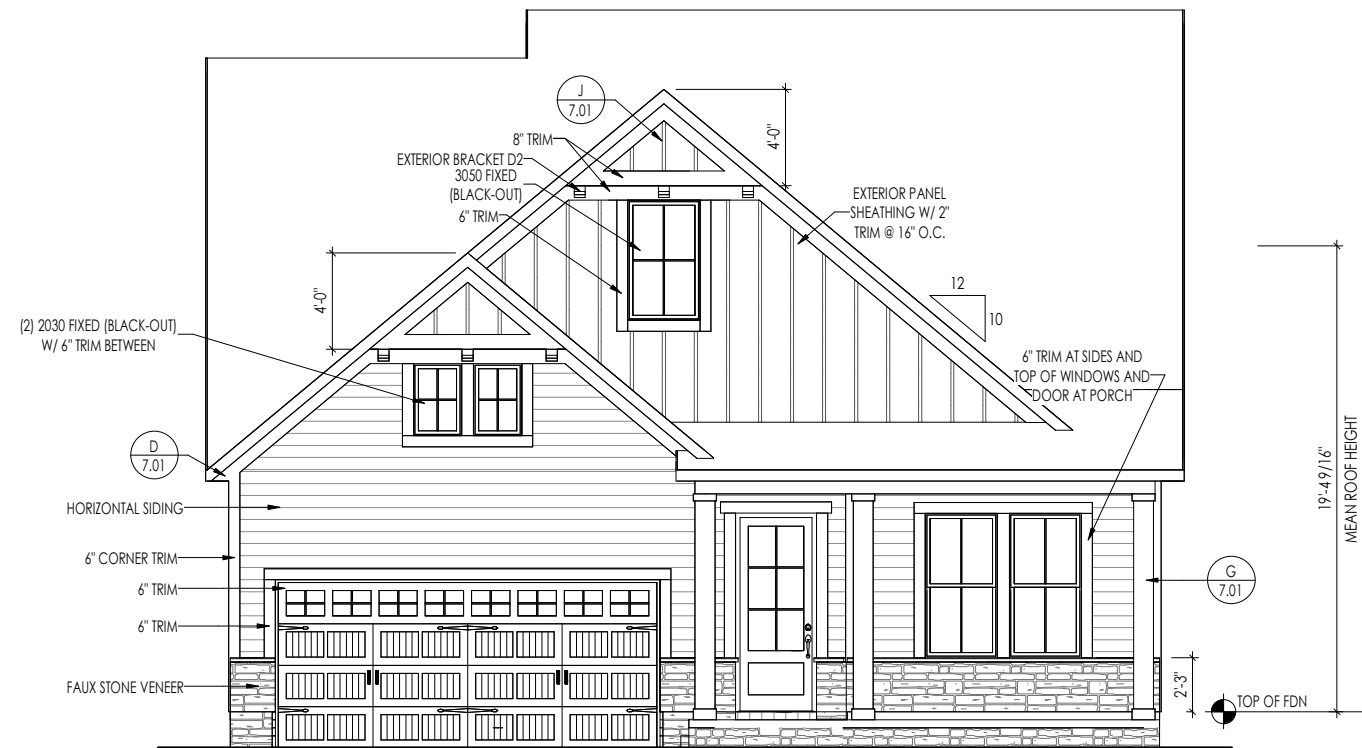 J
7.01
4'-0"
8" TRIM
EXTERIOR BRACKET D2
3050 FIXED
(BLACK-OUT)
6" TRIM
EXTERIOR PANEL
SHEATHING W/ 2"
TRIM @ 16" O.C.
12
10
4'-0"
(2) 2030 FIXED (BLACK-OUT)
W/ 6" TRIM BETWEEN
6" TRIM AT SIDES AND
TOP OF WINDOWS AND
DOOR AT PORCH
D
7.01
19'-4 9/16"
MEAN ROOF HEIGHT
HORIZONTAL SIDING
6" CORNER TRIM
6" TRIM
6" TRIM
G
7.01
FAUX STONE VENEER
2'-3"
TOP OF FDN